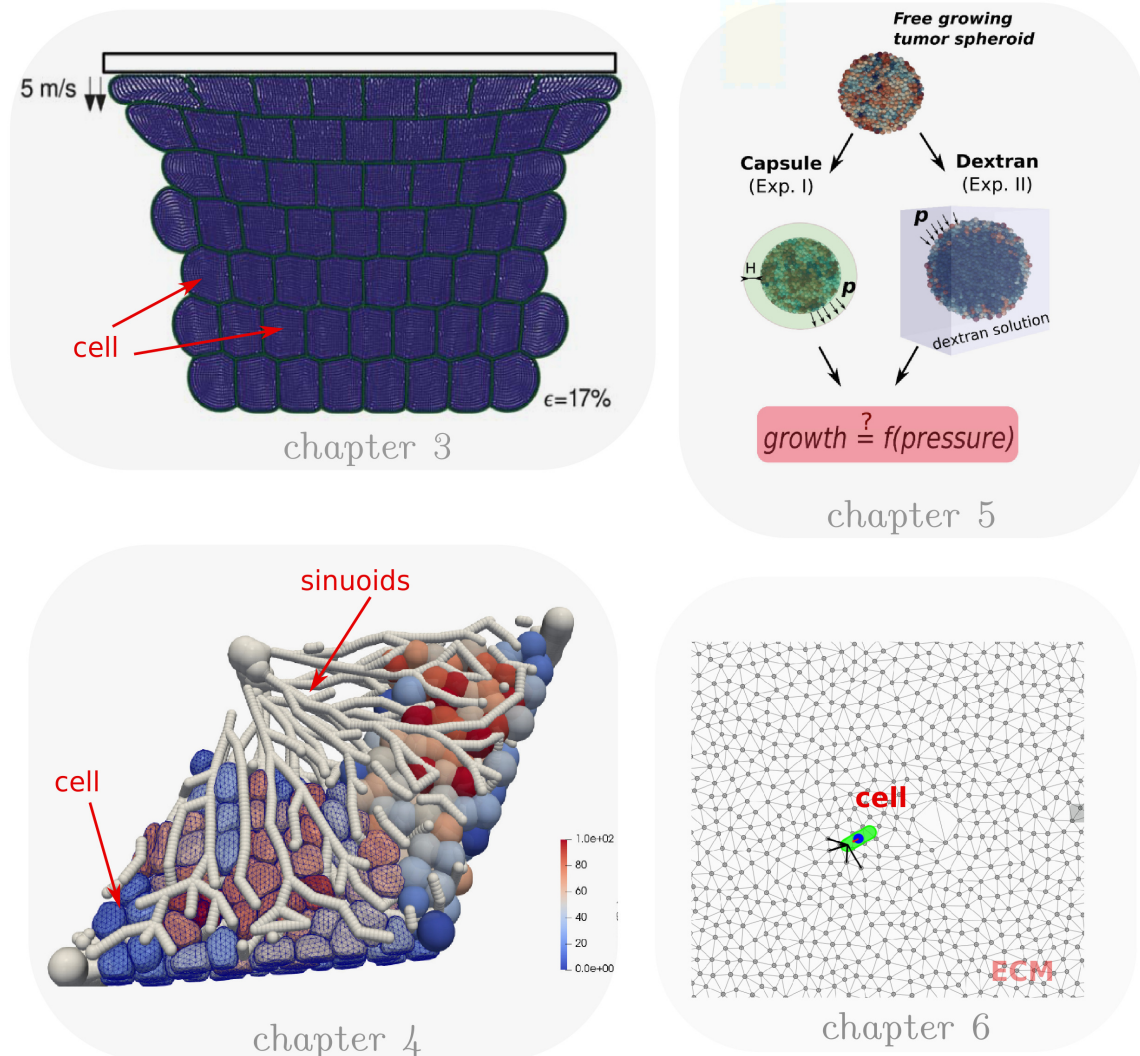 5 m/s
cell
ϵ=17%
chapter 3
Free growing
tumor spheroid
Capsule
(Exp. I)
Dextran
(Exp. II)
p
H
p
dextran solution
?
growth = f(pressure)
chapter 5
sinuoids
cell
1.0e+02
80
60
40
20
0.0e+00
chapter 4
cell
ECM
chapter 6